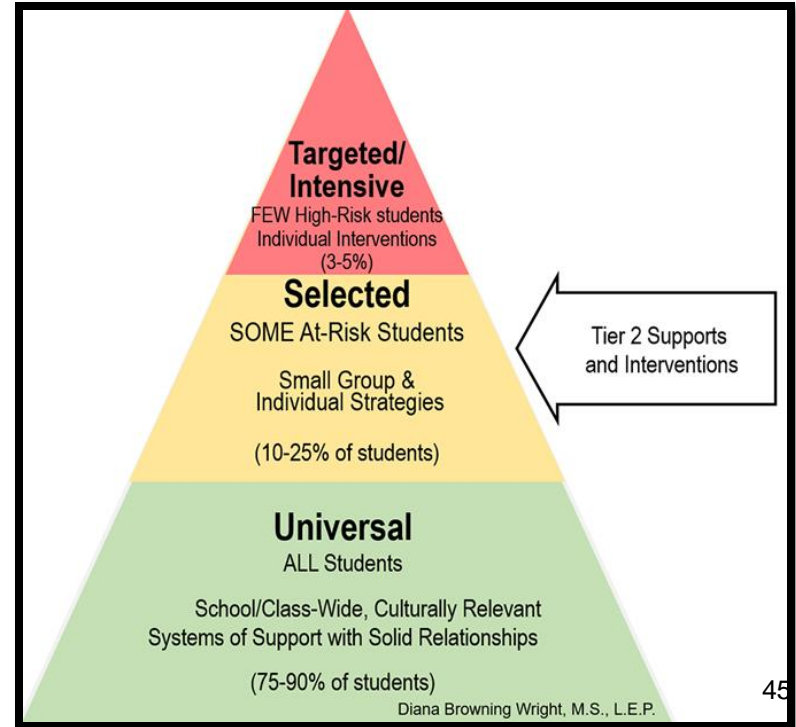 Targeted/
Intensive
FEW High-Risk students
Individual Interventions
(3-5%)
Selected
SOME At-Risk Students
Small Group &
Individual Strategies
(10-25% of students)
Tier 2 Supports
and Interventions
Universal
ALL Students
School/Class-Wide, Culturally Relevant
Systems of Support with Solid Relationships
(75-90% of students)
Diana Browning Wright, M.S., L.E.P.
45